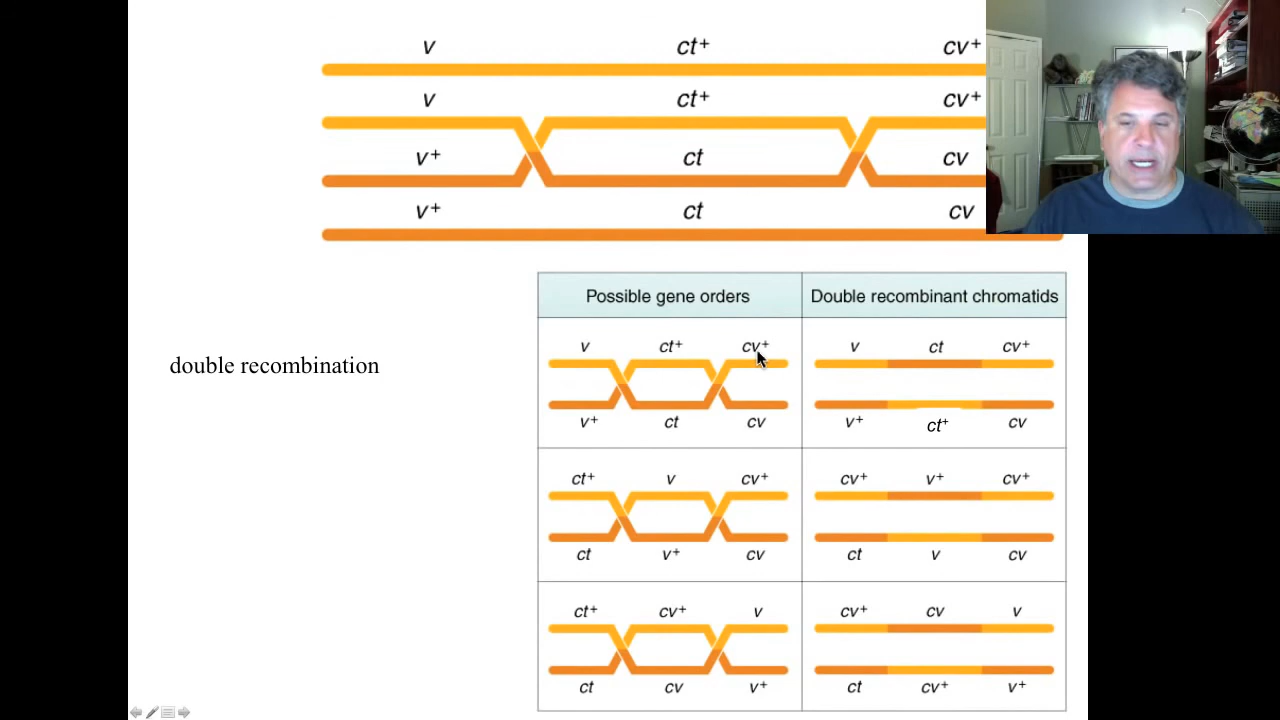 v ct+ cv+
v ct+ cv+
v+ ct cv
v+ ct cv
Possible gene orders Double recombinant chromatids
v ct+ cv+ v ct cv+
double recombination
v+ ct cv v+ ct+ cv
ct+ v cv+ cv+ v+ cv+
ct v+ cv ct v cv
ct+ cv+ v cv+ cv v
ct cv v+ ct cv+ v+